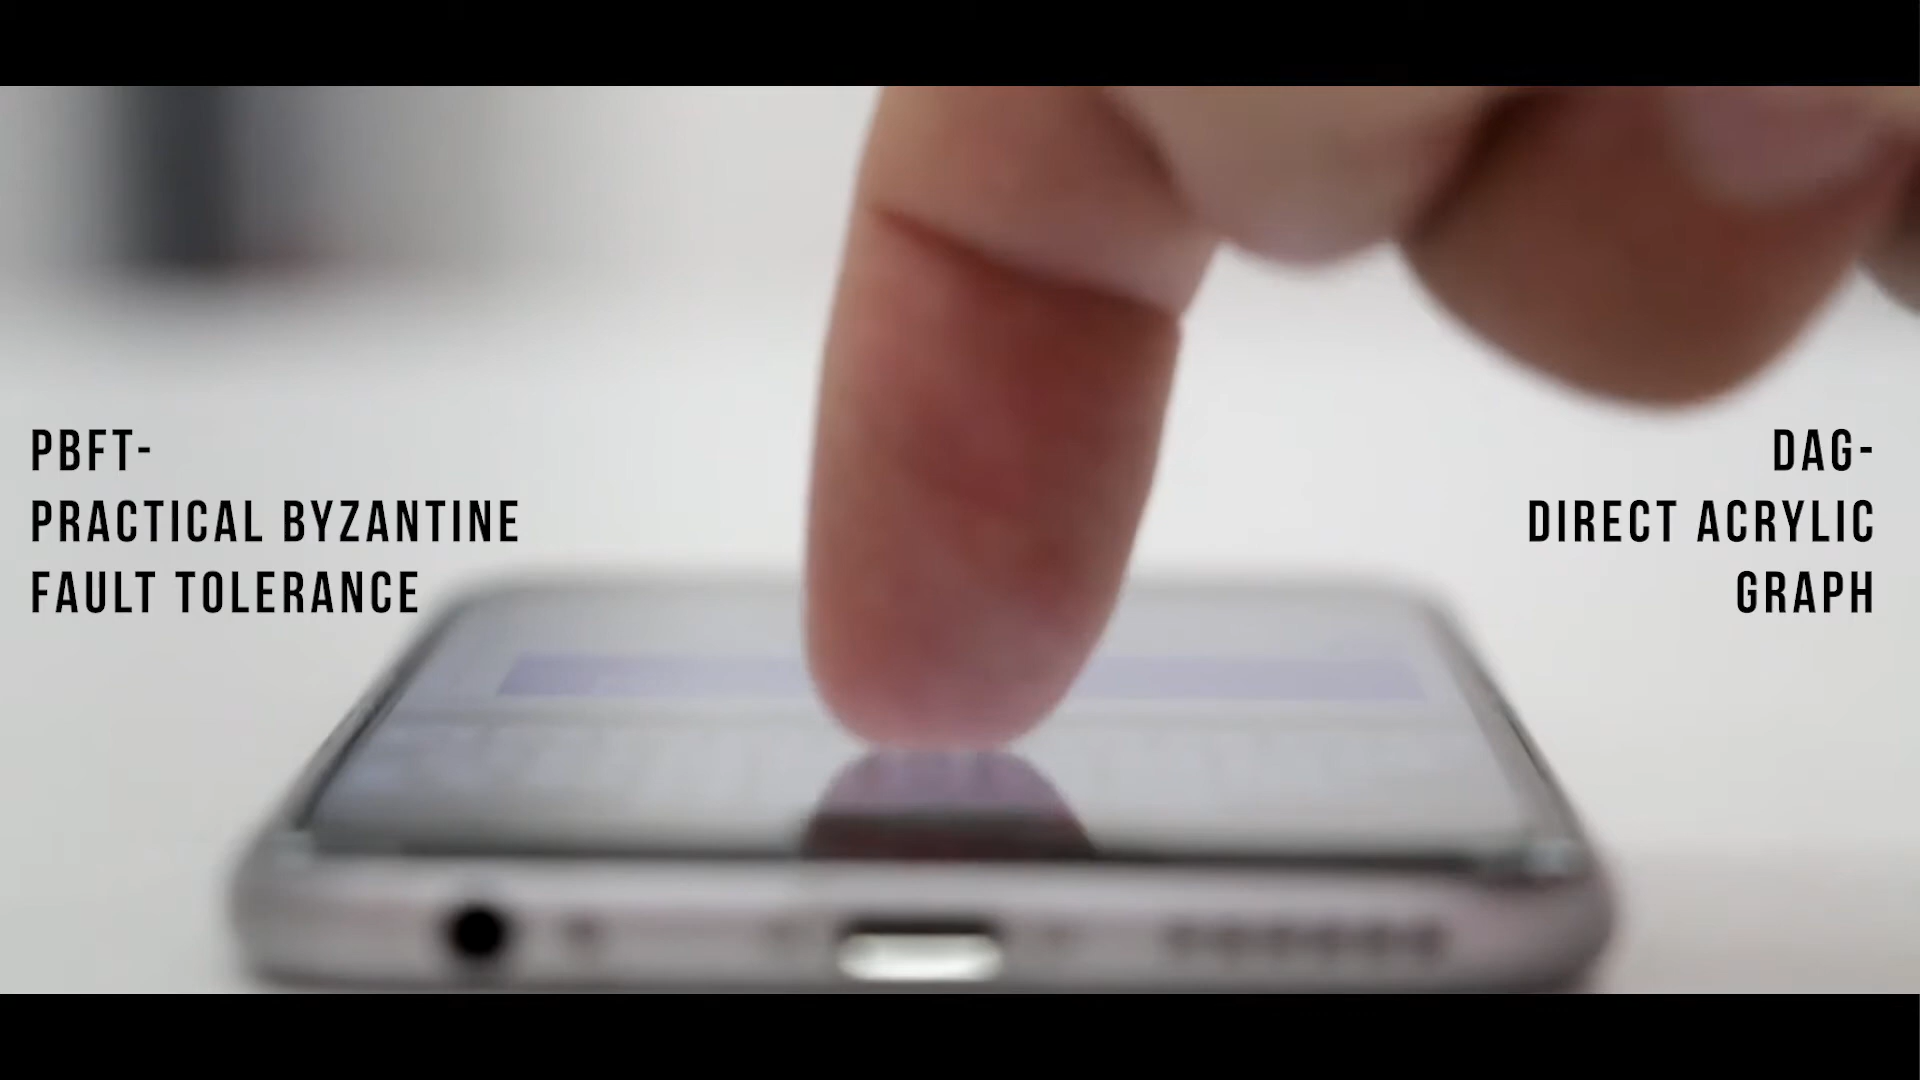 PBFT-
PRACTICAL BYZANTINE
FAULT TOLERANCE
DAG-
DIRECT ACRYLIC
GRAPH